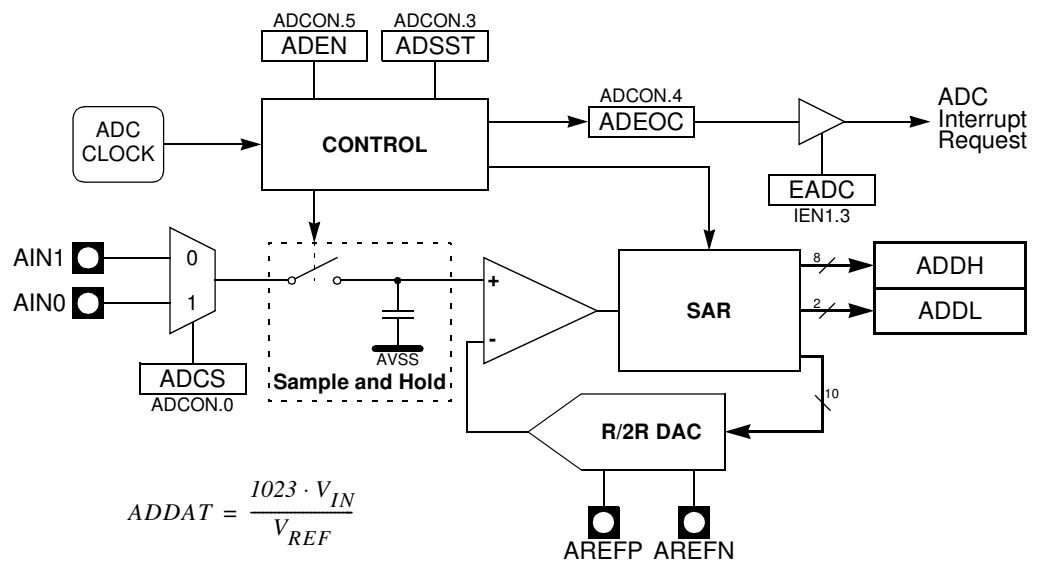 ADCON.5
ADEN
ADCON.3
ADSST
ADC
CLOCK
CONTROL
ADCON.4
ADEOC
ADC
Interrupt
Request
EADC
IEN1.3
AIN1
AIN0
0
1
ADCS
ADCON.0
AVSS
Sample and Hold
+
-
SAR
8
ADDH
2
ADDL
10
R/2R DAC
AREFP
AREFN
ADDAT = 1023 · V_IN / V_REF